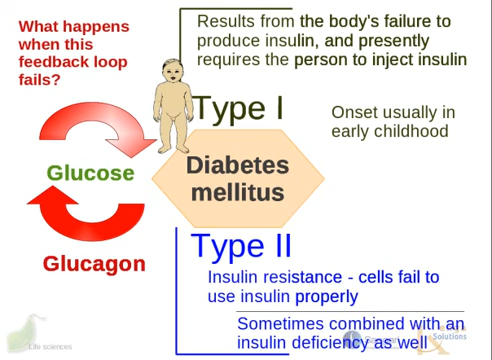 What happens
when this
feedback loop
fails?
Results from the body's failure to
produce insulin, and presently
requires the person to inject insulin
Type I
Onset usually in
early childhood
Glucose
Diabetes
mellitus
Glucagon
Type II
Insulin resistance - cells fail to
use insulin properly
Sometimes combined with an
insulin deficiency as well
Life sciences
Solutions